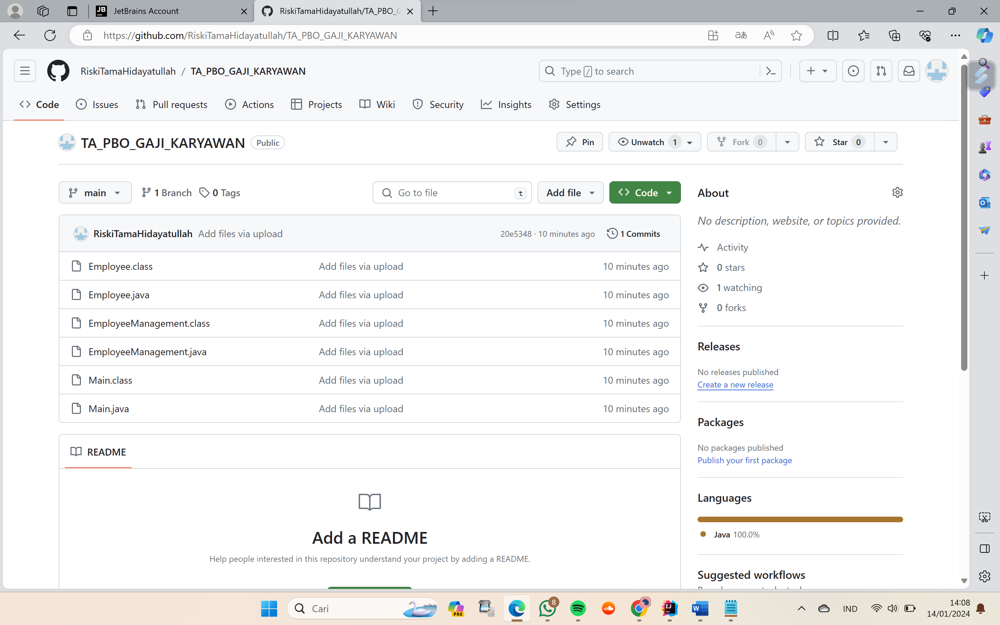 JB JetBrains Account
RiskiTamaHidayatullah/TA_PBO_G
https://github.com/RiskiTamaHidayatullah/TA_PBO_GAJI_KARYAWAN
RiskiTamaHidayatullah / TA_PBO_GAJI_KARYAWAN
Type / to search
Code Issues Pull requests Actions Projects Wiki Security Insights Settings
TA_PBO_GAJI_KARYAWAN Public
Pin Unwatch 1 Fork 0 Star 0
main 1 Branch 0 Tags
Go to file t
Add file
Code
RiskiTamaHidayatullah Add files via upload 20e5348 · 10 minutes ago 1 Commits
Employee.class Add files via upload 10 minutes ago
Employee.java Add files via upload 10 minutes ago
EmployeeManagement.class Add files via upload 10 minutes ago
EmployeeManagement.java Add files via upload 10 minutes ago
Main.class Add files via upload 10 minutes ago
Main.java Add files via upload 10 minutes ago
README
Add a README
Help people interested in this repository understand your project by adding a README.
About
No description, website, or topics provided.
Activity
0 stars
1 watching
0 forks
Releases
No releases published
Create a new release
Packages
No packages published
Publish your first package
Languages
Java 100.0%
Suggested workflows
Cari
PRE
8
IJ
W
IND
14:08
14/01/2024